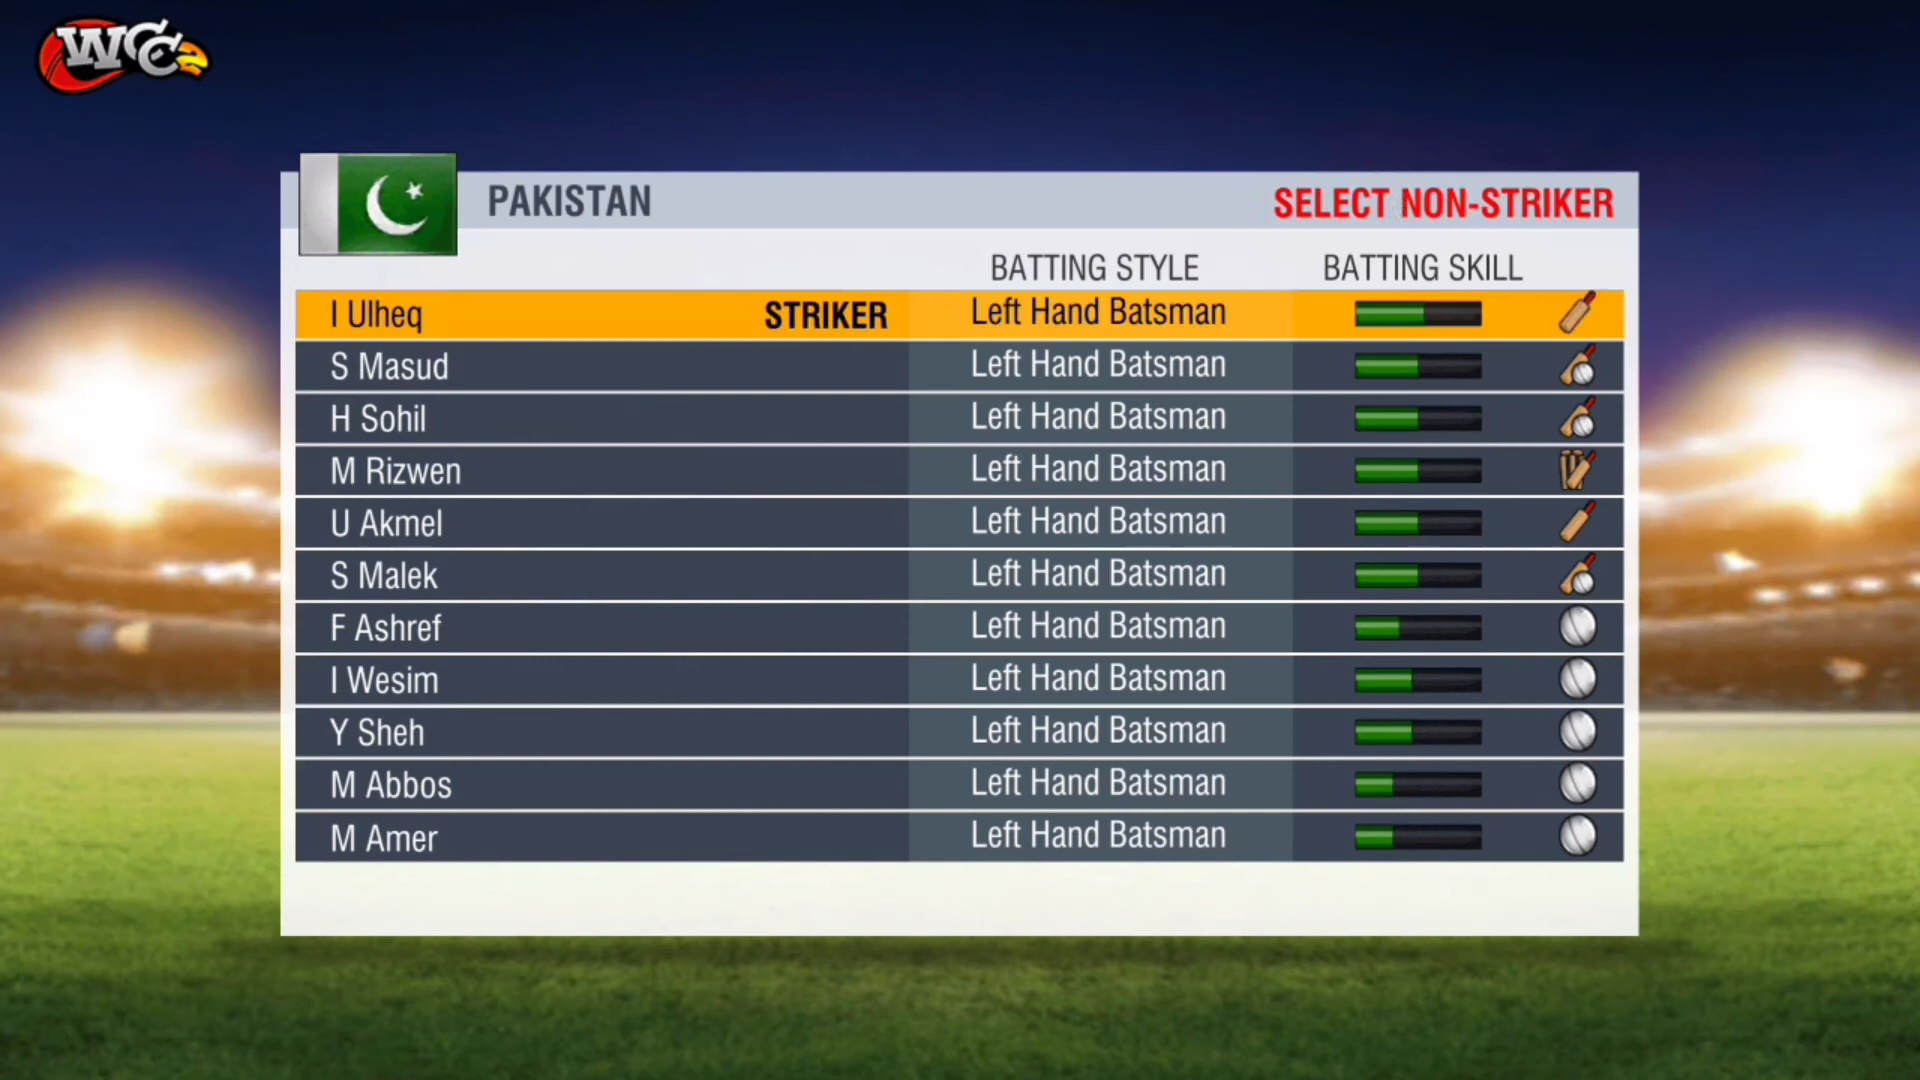 WCC2
PAKISTAN SELECT NON-STRIKER
BATTING STYLE BATTING SKILL
I Ulheq STRIKER Left Hand Batsman
S Masud Left Hand Batsman
H Sohil Left Hand Batsman
M Rizwen Left Hand Batsman
U Akmel Left Hand Batsman
S Malek Left Hand Batsman
F Ashref Left Hand Batsman
I Wesim Left Hand Batsman
Y Sheh Left Hand Batsman
M Abbos Left Hand Batsman
M Amer Left Hand Batsman